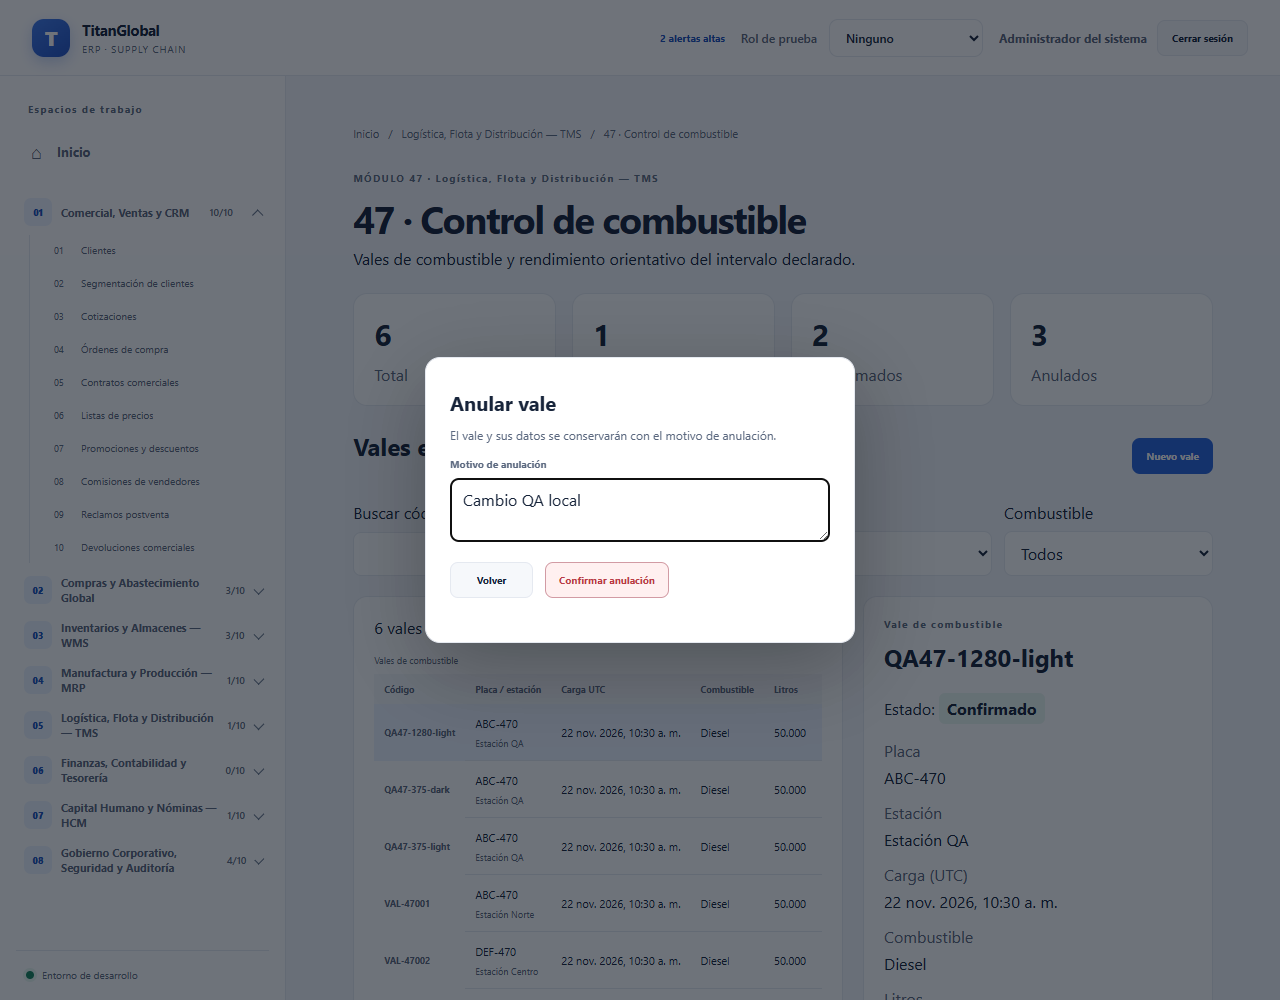 T
TitanGlobal
ERP · SUPPLY CHAIN
2 alertas altas
Rol de prueba
Ninguno
Administrador del sistema
Cerrar sesión
Espacios de trabajo
Inicio
01 Comercial, Ventas y CRM 10/10
01 Clientes
02 Segmentación de clientes
03 Cotizaciones
04 Órdenes de compra
05 Contratos comerciales
06 Listas de precios
07 Promociones y descuentos
08 Comisiones de vendedores
09 Reclamos postventa
10 Devoluciones comerciales
02 Compras y Abastecimiento Global 3/10
03 Inventarios y Almacenes — WMS 3/10
04 Manufactura y Producción — MRP 1/10
05 Logística, Flota y Distribución — TMS 1/10
06 Finanzas, Contabilidad y Tesorería 0/10
07 Capital Humano y Nóminas — HCM 1/10
08 Gobierno Corporativo, Seguridad y Auditoría 4/10
Entorno de desarrollo
Inicio / Logística, Flota y Distribución — TMS / 47 · Control de combustible
MÓDULO 47 · Logística, Flota y Distribución — TMS
47 · Control de combustible
Vales de combustible y rendimiento orientativo del intervalo declarado.
6
Total
1
2
mados
3
Anulados
Vales e
Nuevo vale
Buscar cód
Combustible
Todos
Anular vale
El vale y sus datos se conservarán con el motivo de anulación.
Motivo de anulación
Cambio QA local
Volver
Confirmar anulación
6 vales
Vales de combustible
Código Placa / estación Carga UTC Combustible Litros
QA47-1280-light ABC-470 Estación QA 22 nov. 2026, 10:30 a. m. Diesel 50.000
QA47-375-dark ABC-470 Estación QA 22 nov. 2026, 10:30 a. m. Diesel 50.000
QA47-375-light ABC-470 Estación QA 22 nov. 2026, 10:30 a. m. Diesel 50.000
VAL-47001 ABC-470 Estación Norte 22 nov. 2026, 10:30 a. m. Diesel 50.000
VAL-47002 DEF-470 Estación Centro 22 nov. 2026, 10:30 a. m. Diesel 50.000
Vale de combustible
QA47-1280-light
Estado: Confirmado
Placa
ABC-470
Estación
Estación QA
Carga (UTC)
22 nov. 2026, 10:30 a. m.
Combustible
Diesel
Litros